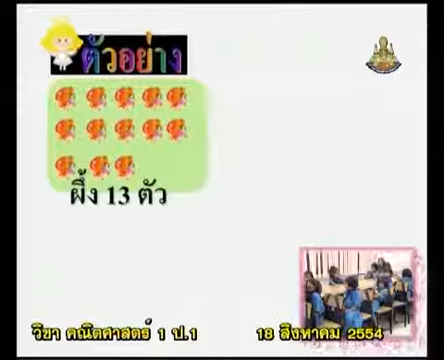 ตัวอย่าง
ผึ้ง 13 ตัว
วิชา คณิตศาสตร์ 1 ป.1
18 สิงหาคม 2554